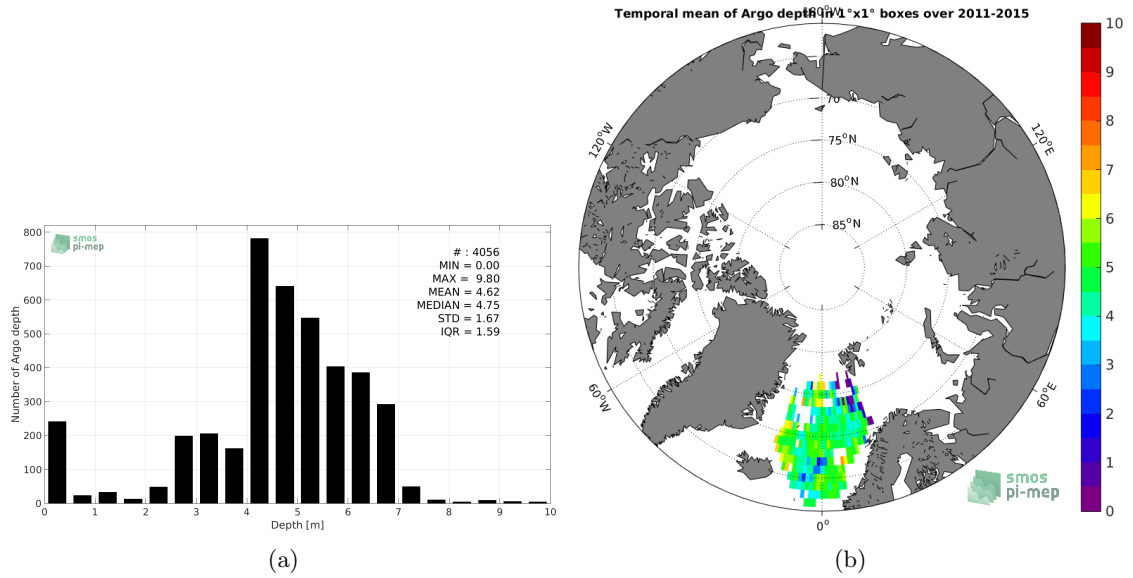 smos
pi-mep
# : 4056
MIN = 0.00
MAX = 9.80
MEAN = 4.62
MEDIAN = 4.75
STD = 1.67
IQR = 1.59
Number of Argo depth
800
700
600
500
400
300
200
100
0
0 1 2 3 4 5 6 7 8 9 10
Depth [m]
(a)
Temporal mean of Argo depth in 1°x1° boxes over 2011-2015
180°W
120°W
120°E
70°N
75°N
80°N
85°N
60°W
60°E
0°
10
9
8
7
6
5
4
3
2
1
0
smos
pi-mep
(b)